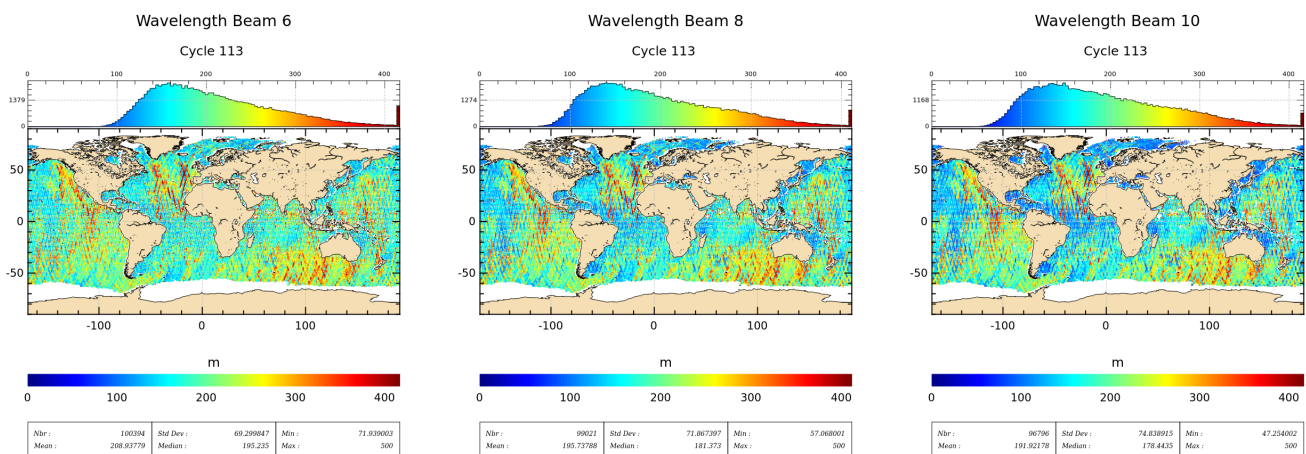 Wavelength Beam 6
Cycle 113
0 100 200 300 400
1379
0
50
0
-50
-100 0 100
m
0 100 200 300 400
Nbr : 100394 Std Dev : 69.299847 Min : 71.939003
Mean : 208.93779 Median : 195.235 Max : 500
Wavelength Beam 8
Cycle 113
0 100 200 300 400
1274
0
50
0
-50
-100 0 100
m
0 100 200 300 400
Nbr : 99021 Std Dev : 71.867397 Min : 57.068001
Mean : 195.73788 Median : 181.373 Max : 500
Wavelength Beam 10
Cycle 113
0 100 200 300 400
1168
0
50
0
-50
-100 0 100
m
0 100 200 300 400
Nbr : 96796 Std Dev : 74.838915 Min : 47.254002
Mean : 191.92178 Median : 178.4435 Max : 500